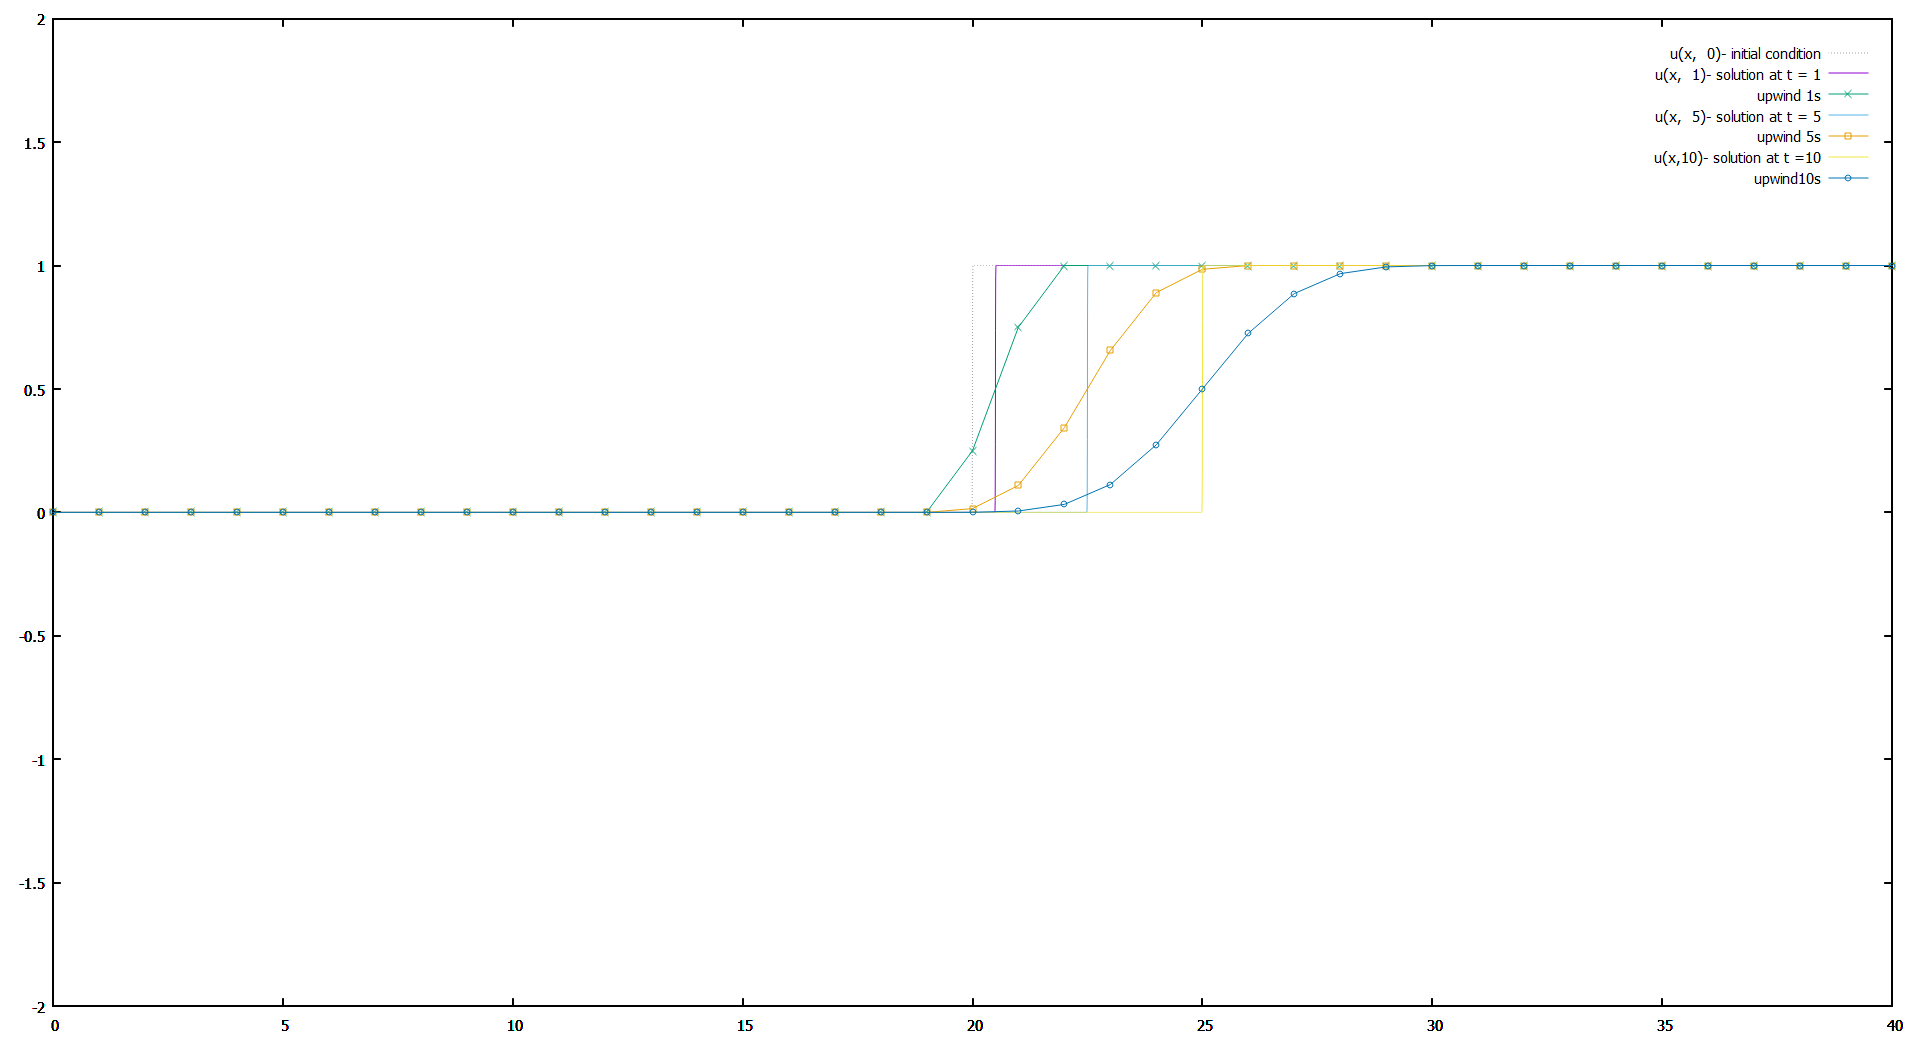 2
1.5
1
0.5
0
-0.5
-1
-1.5
-2
0 5 10 15 20 25 30 35 40
u(x,  0)- initial condition
u(x,  1)- solution at t = 1
upwind 1s
u(x,  5)- solution at t = 5
upwind 5s
u(x,10)- solution at t =10
upwind10s